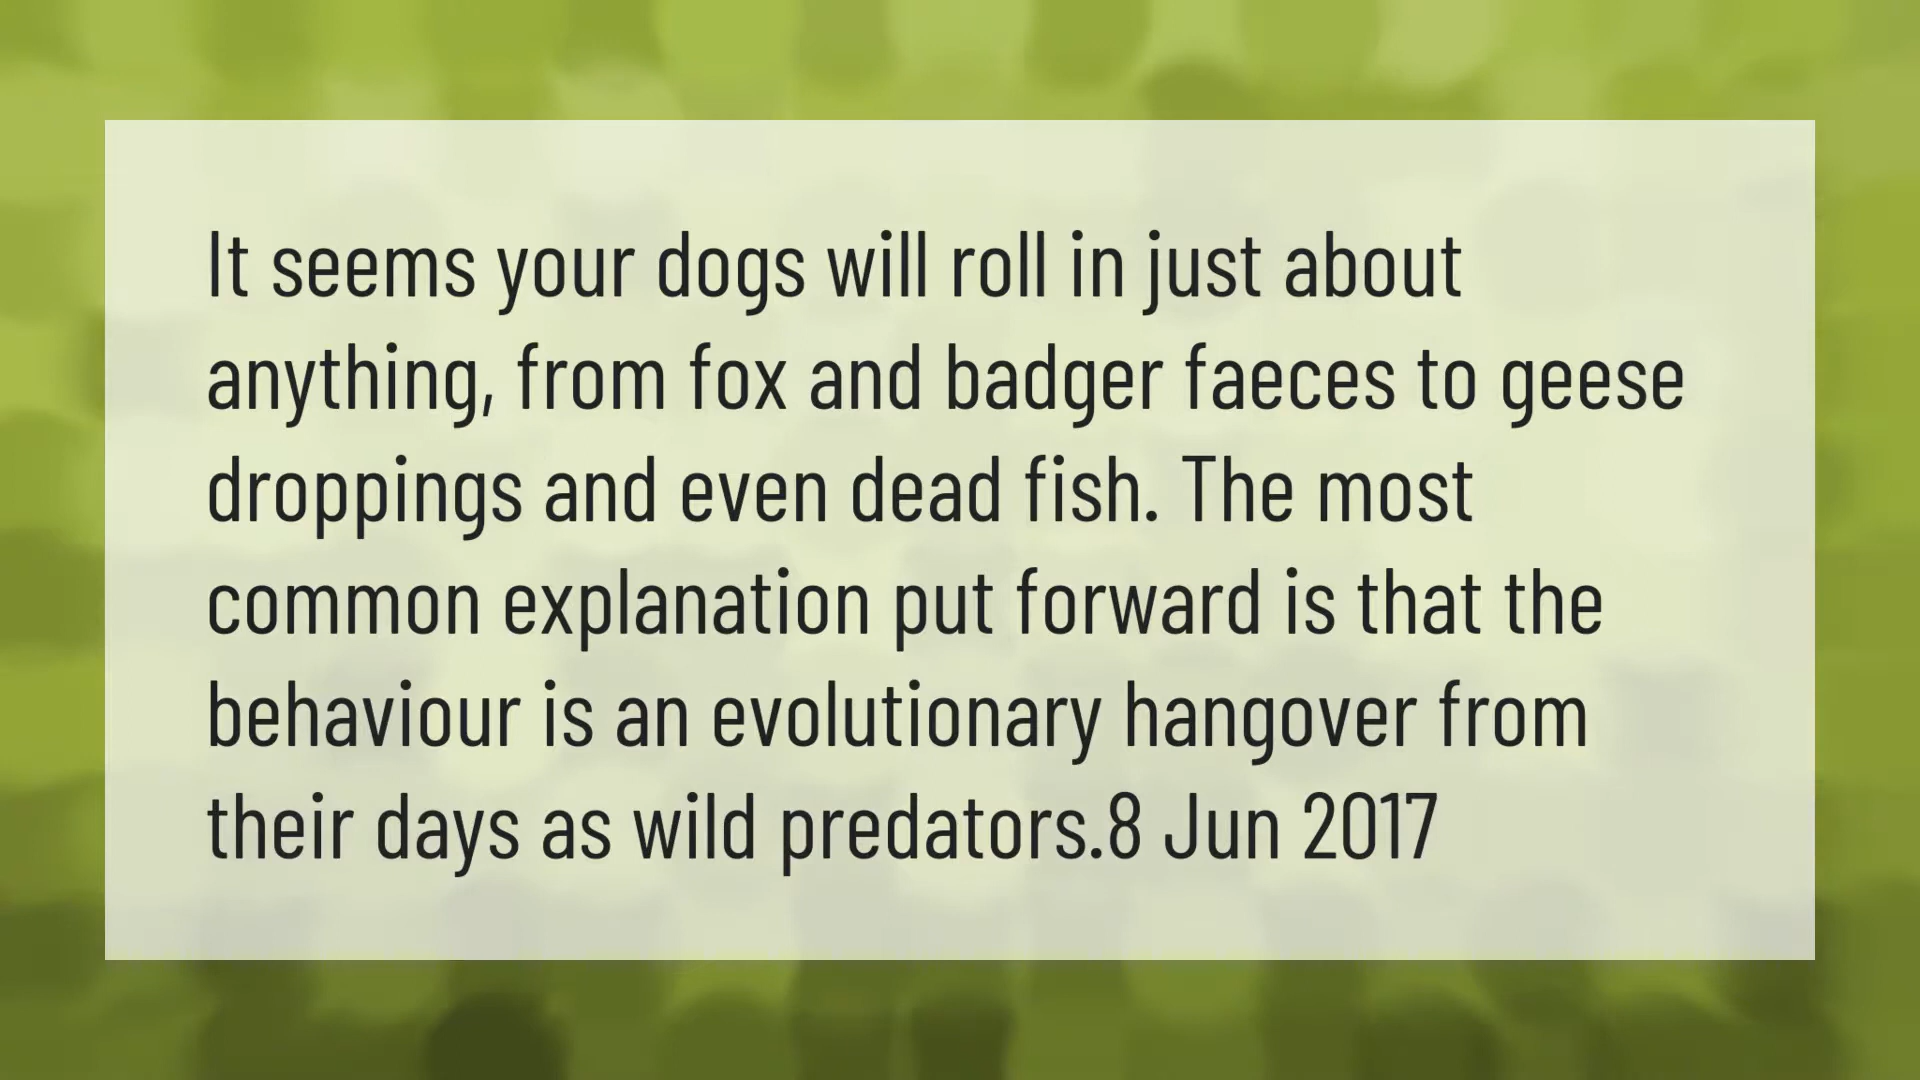 It seems your dogs will roll in just about
anything, from fox and badger faeces to geese
droppings and even dead fish. The most
common explanation put forward is that the
behaviour is an evolutionary hangover from
their days as wild predators.8 Jun 2017